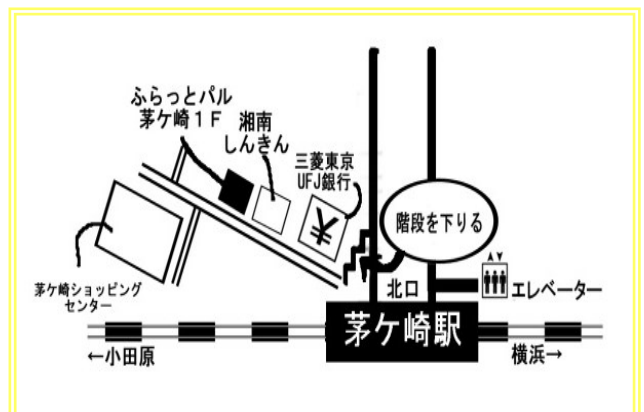 ふらっとパル
茅ケ崎１Ｆ
湘南
しんきん
三菱東京
UFJ銀行
¥
階段を下りる
茅ケ崎ショッピング
センター
北口
エレベーター
茅ケ崎駅
←小田原
横浜→